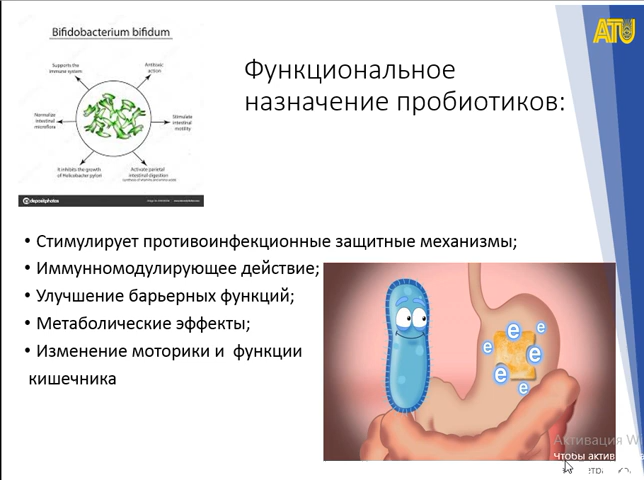 Bifidobacterium bifidum
Supports the
immune system
Antitoxic
action
Normalize
intestinal
microflora
Stimulate
intestinal
motility
It inhibits the growth
of Helicobacter pylori
Activate parietal
intestinal digestion
depositphotos
ATU
Функциональное
назначение пробиотиков:
• Стимулирует противоинфекционные защитные механизмы;
• Иммунномодулирующее действие;
• Улучшение барьерных функций;
• Метаболические эффекты;
• Изменение моторики и функции
кишечника
e e
e e
e
e
Активация W
Чтобы актив